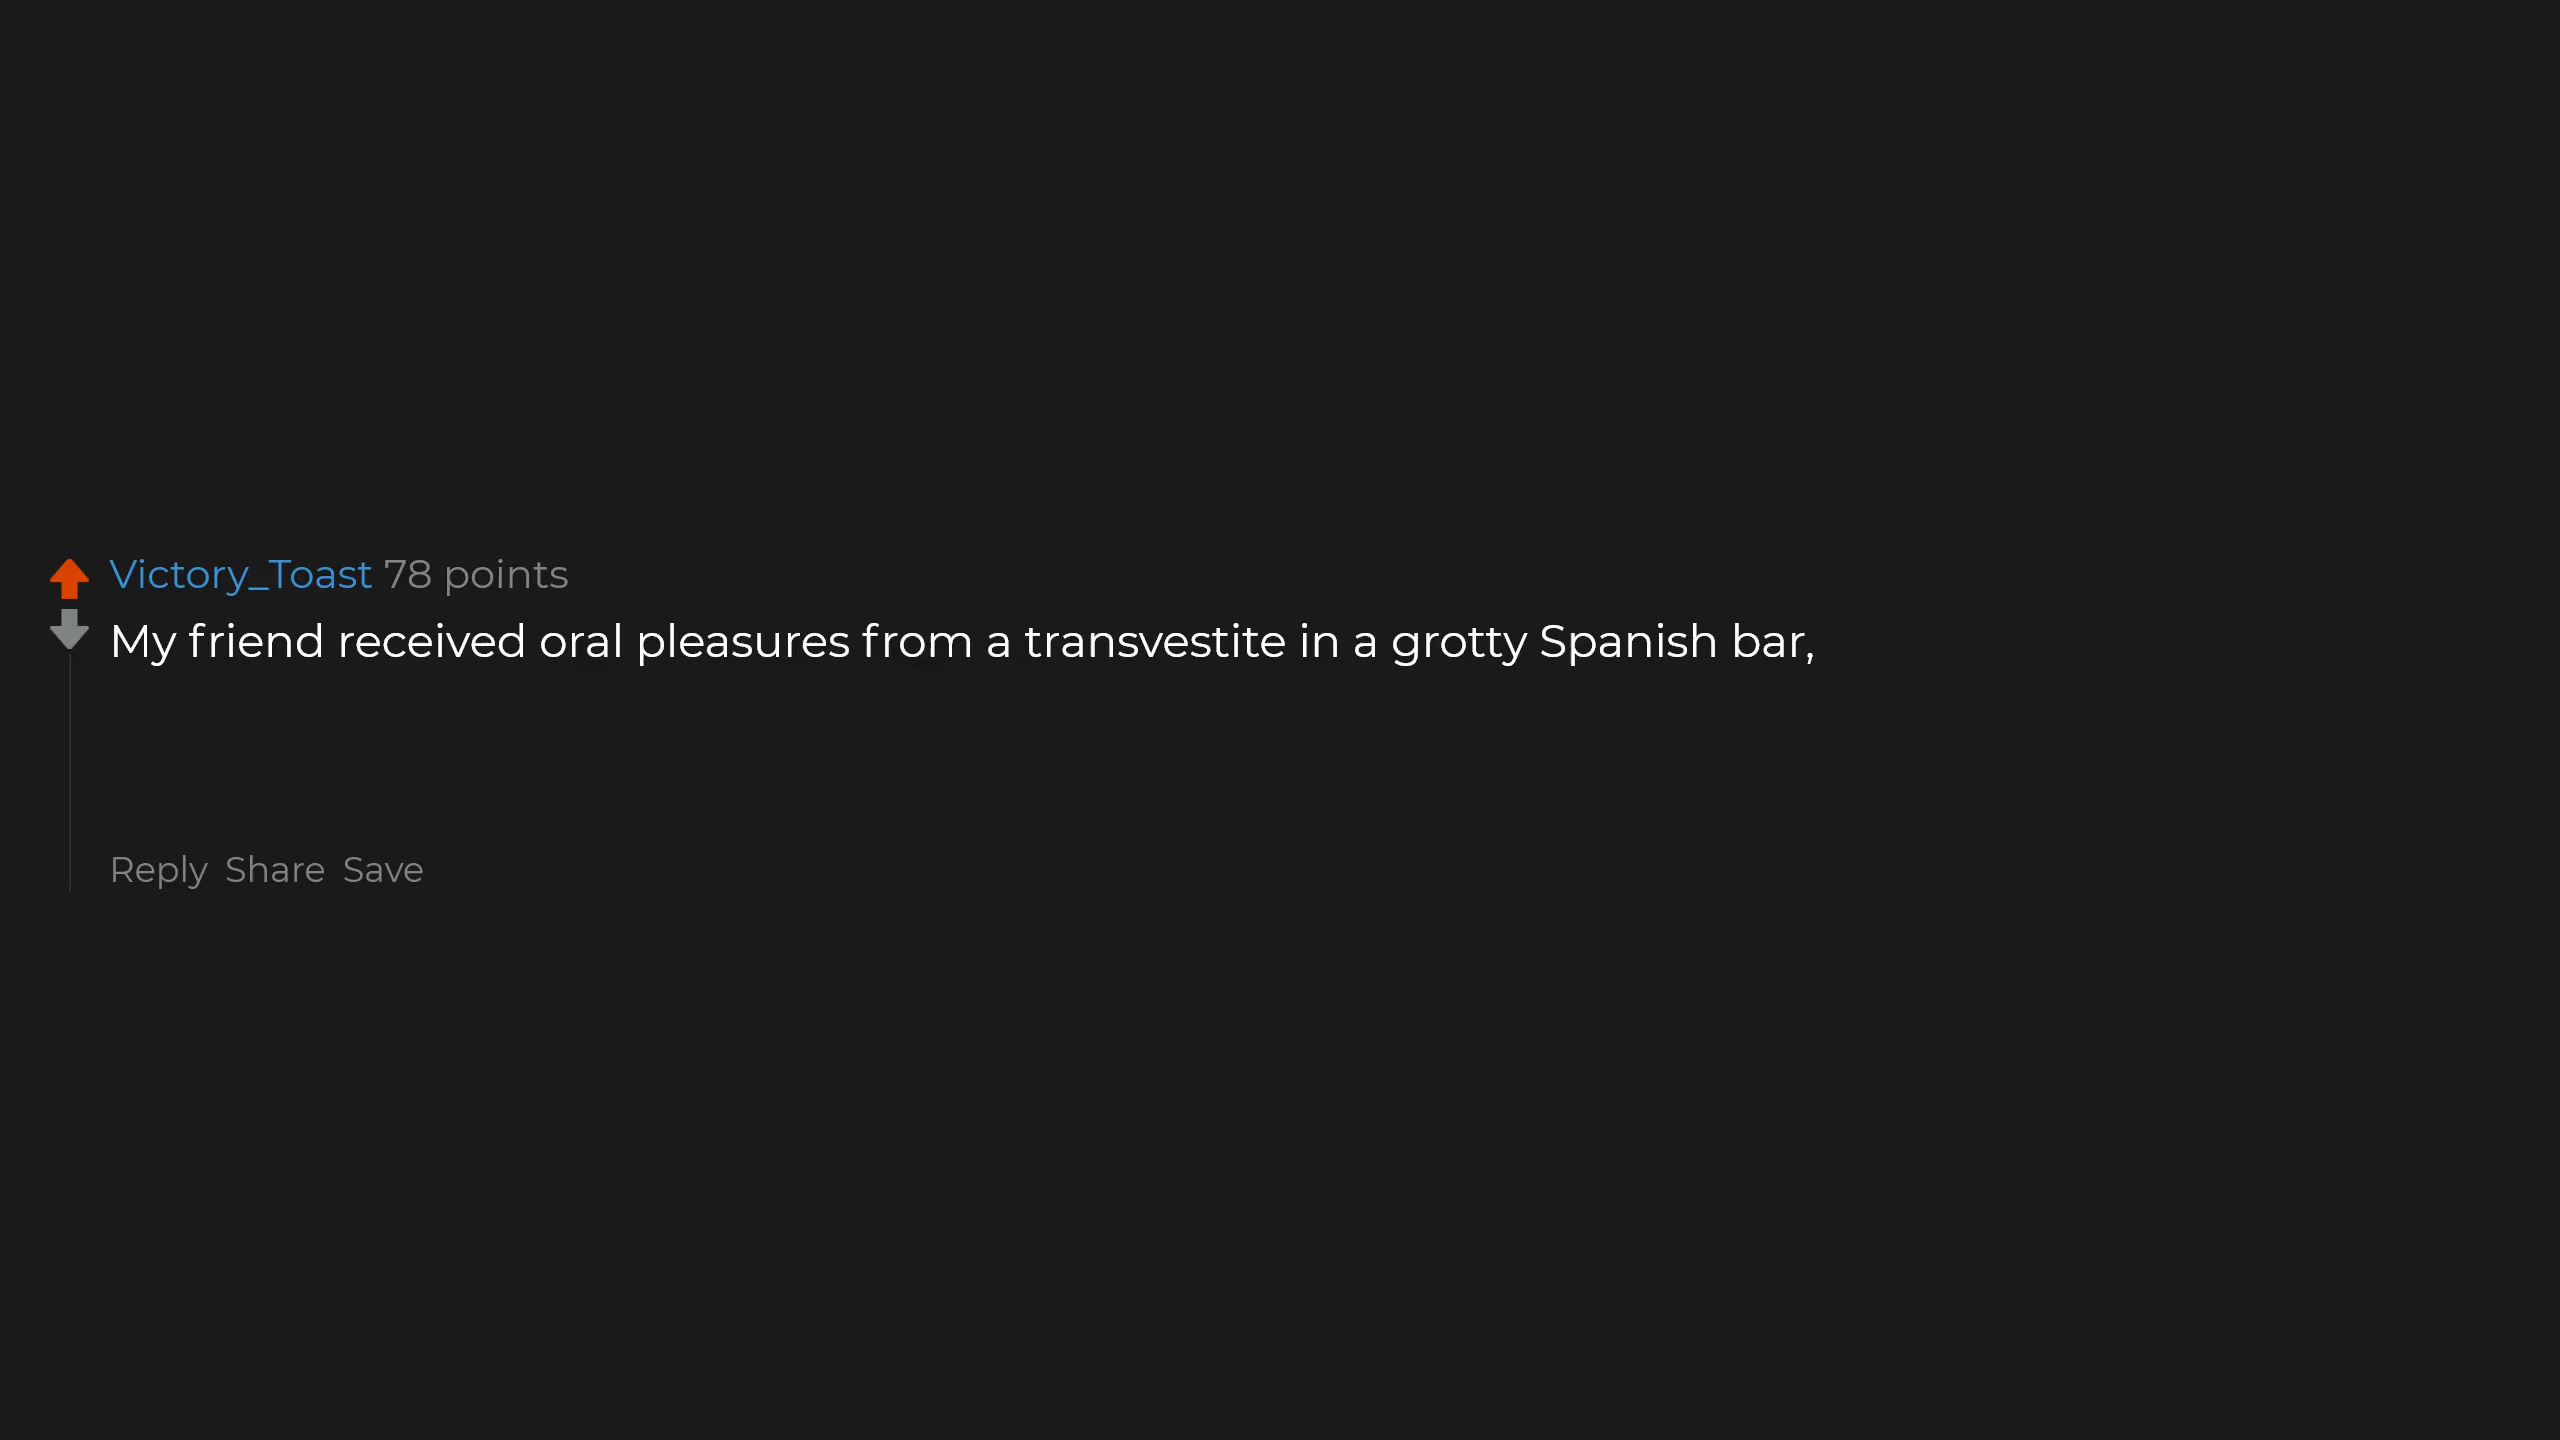 Victory_Toast 78 points
My friend received oral pleasures from a transvestite in a grotty Spanish bar,
Reply Share Save